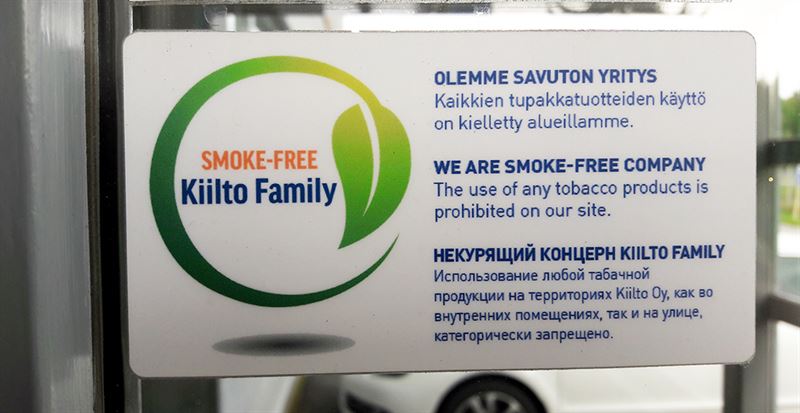 SMOKE-FREE
Kiilto Family
OLEMME SAVUTON YRITYS
Kaikkien tupakkatuotteiden käyttö
on kielletty alueillamme.
WE ARE SMOKE-FREE COMPANY
The use of any tobacco products is
prohibited on our site.
НЕКУРЯЩИЙ КОНЦЕРН KIILTO FAMILY
Использование любой табачной
продукции на территориях Kiilto Oy, как во
внутренних помещениях, так и на улице,
категорически запрещено.